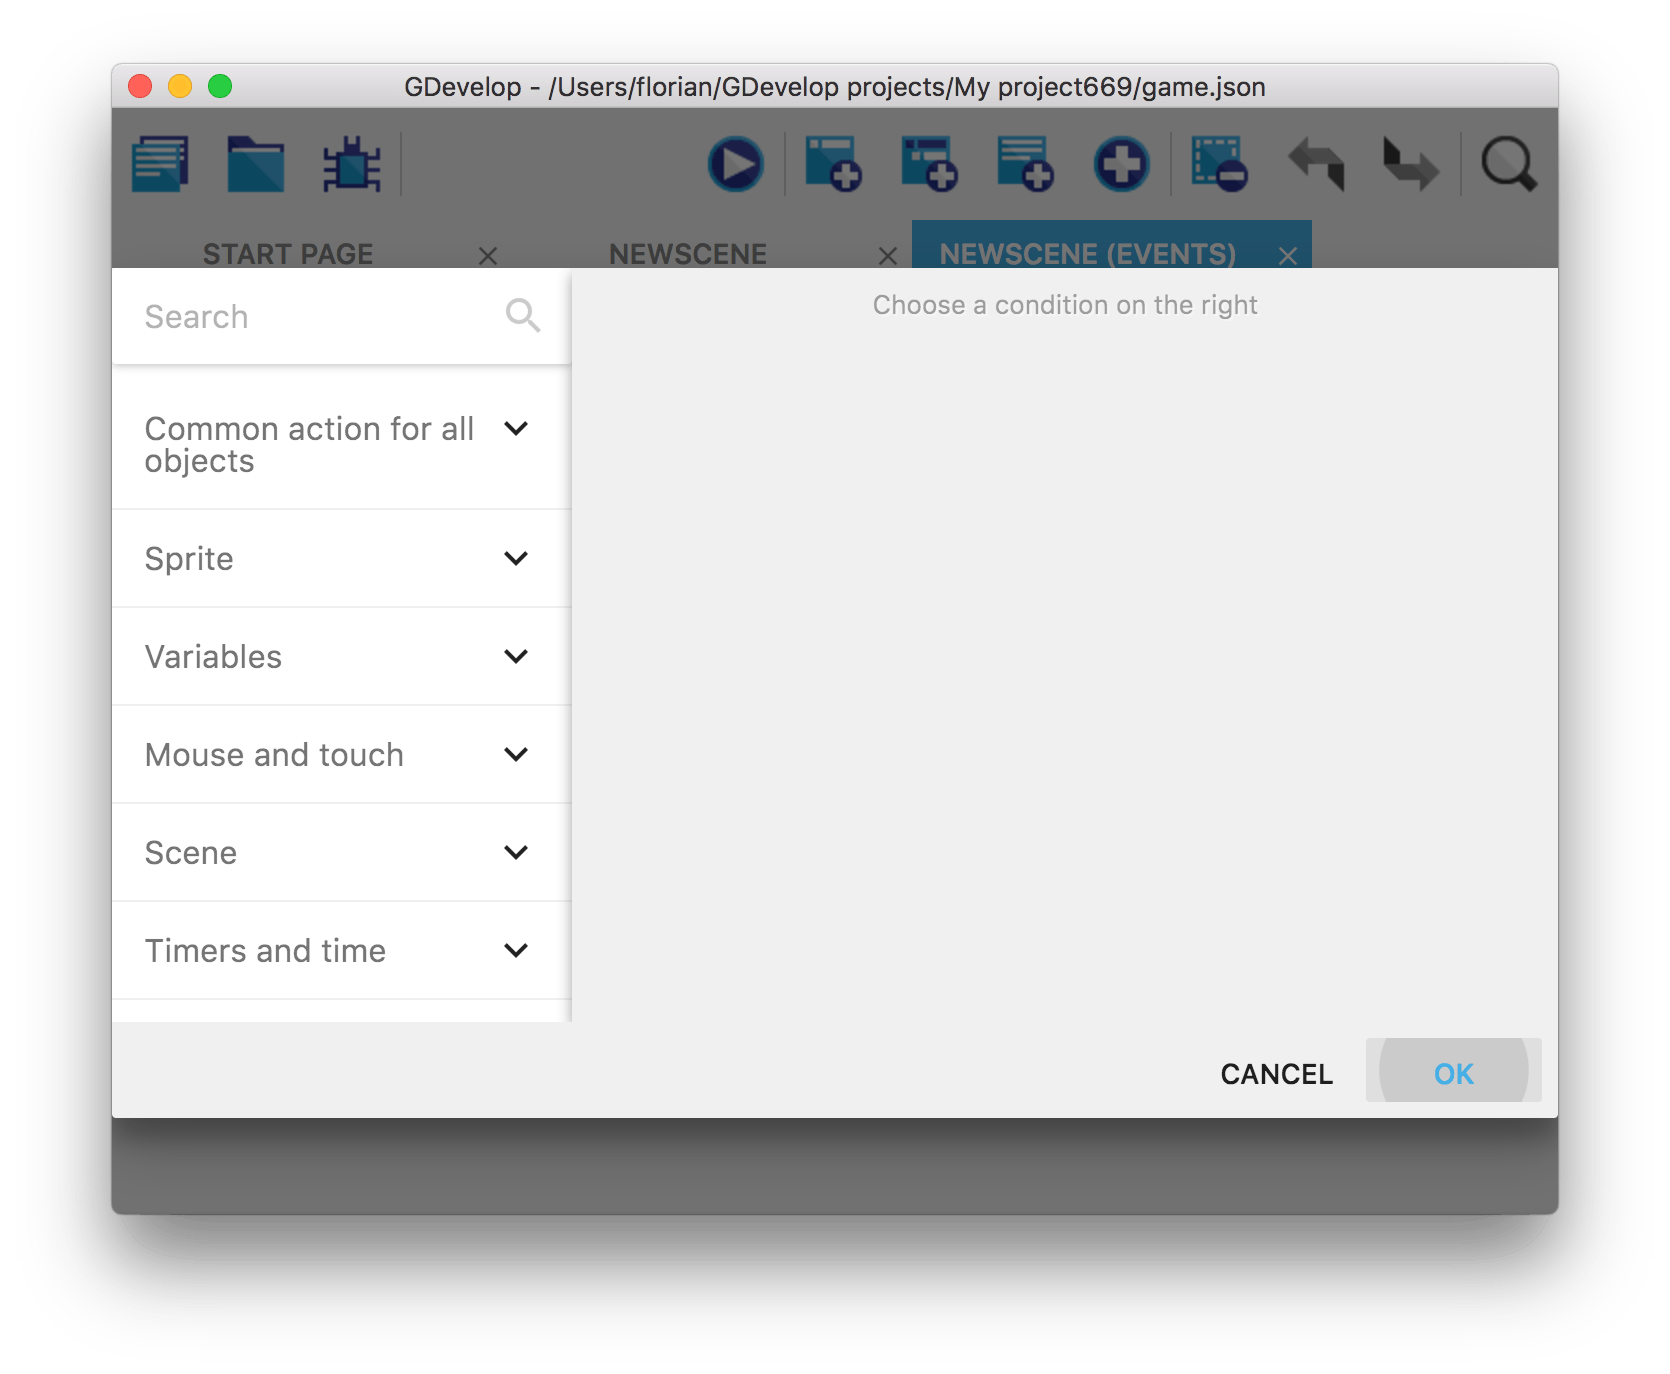 GDevelop - /Users/florian/GDevelop projects/My project669/game.json
START PAGE
NEWSCENE
NEWSCENE (EVENTS)
Search
Choose a condition on the right
Common action for all
objects
Sprite
Variables
Mouse and touch
Scene
Timers and time
CANCEL
OK